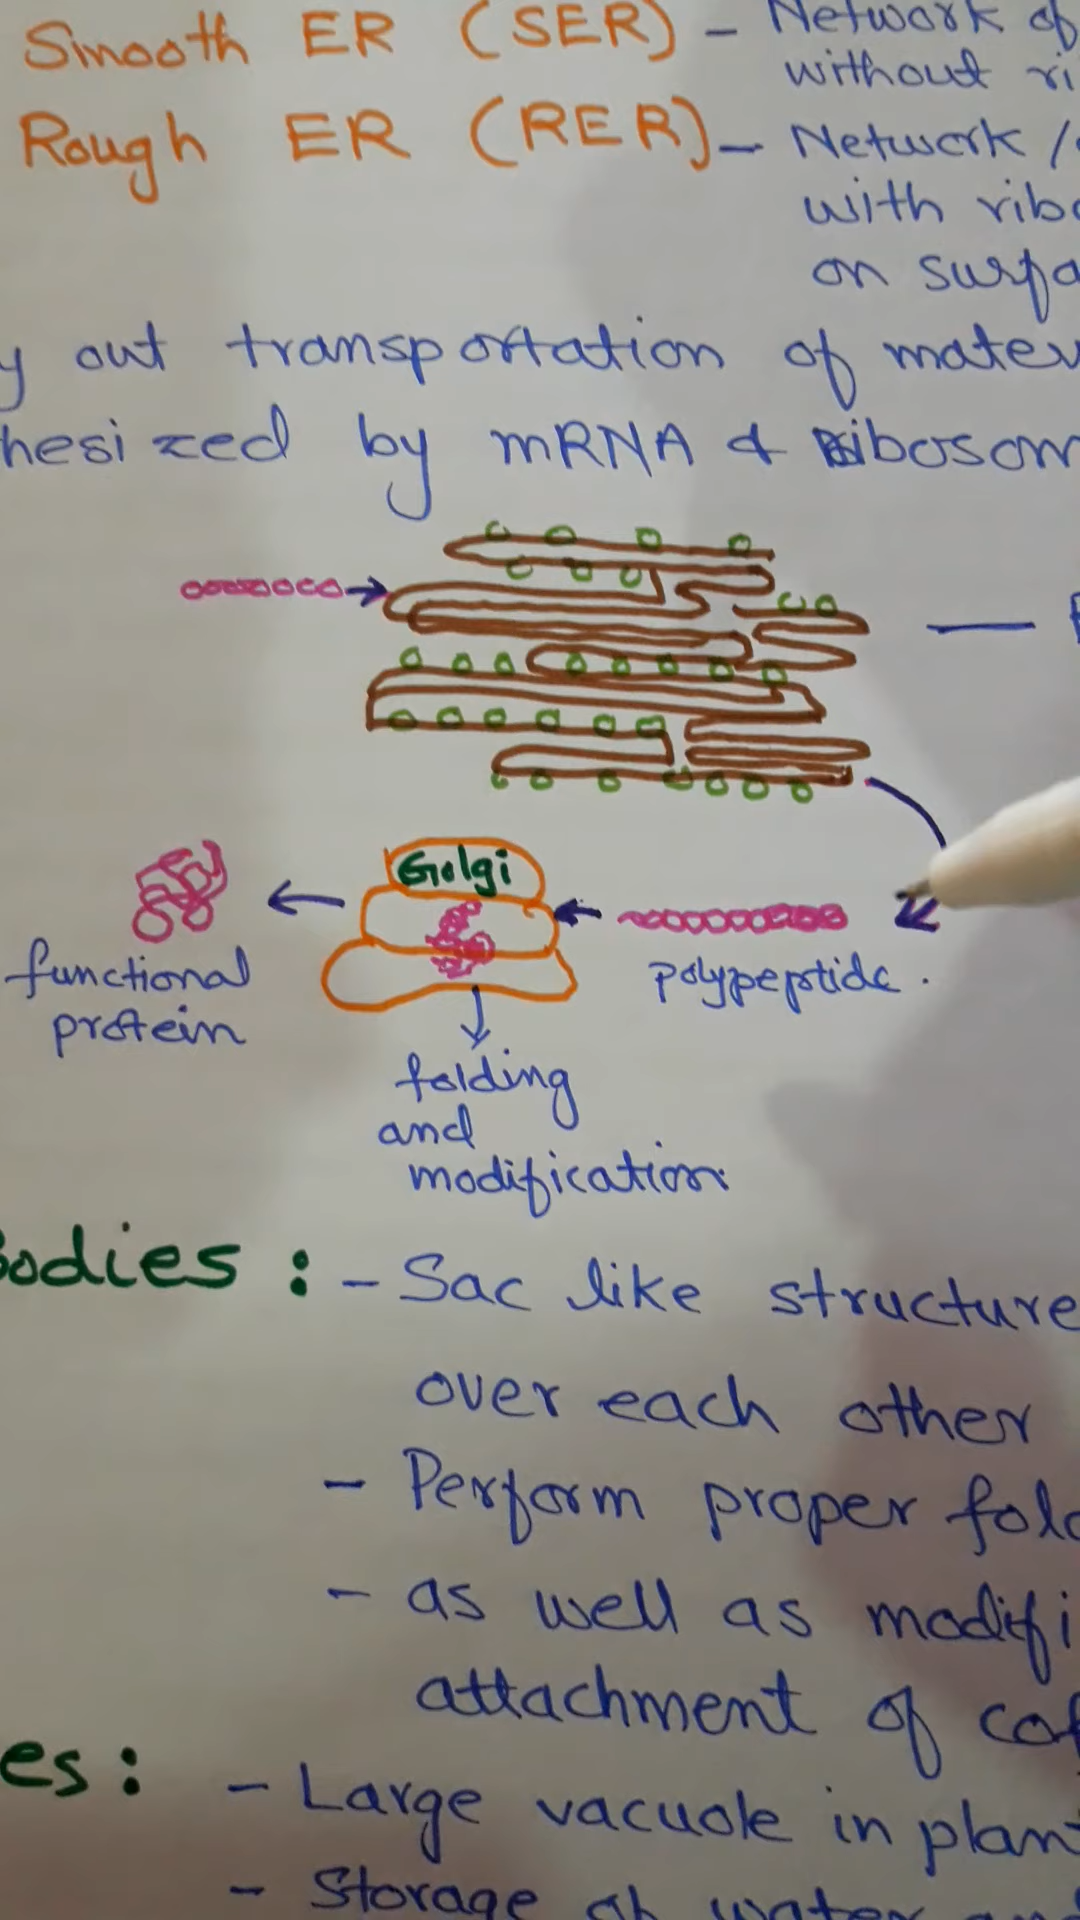 Smooth ER (SER) - Network of
without
Rough ER (RER) - Network /
with
on
out transportation of
by mRNA &
Golgi
functional
protein
polypeptide.
folding
and
modification
- Sac like structure
over each other
- Perform proper
- as well as
attachment of
- Large vacuole in
- Storage of water